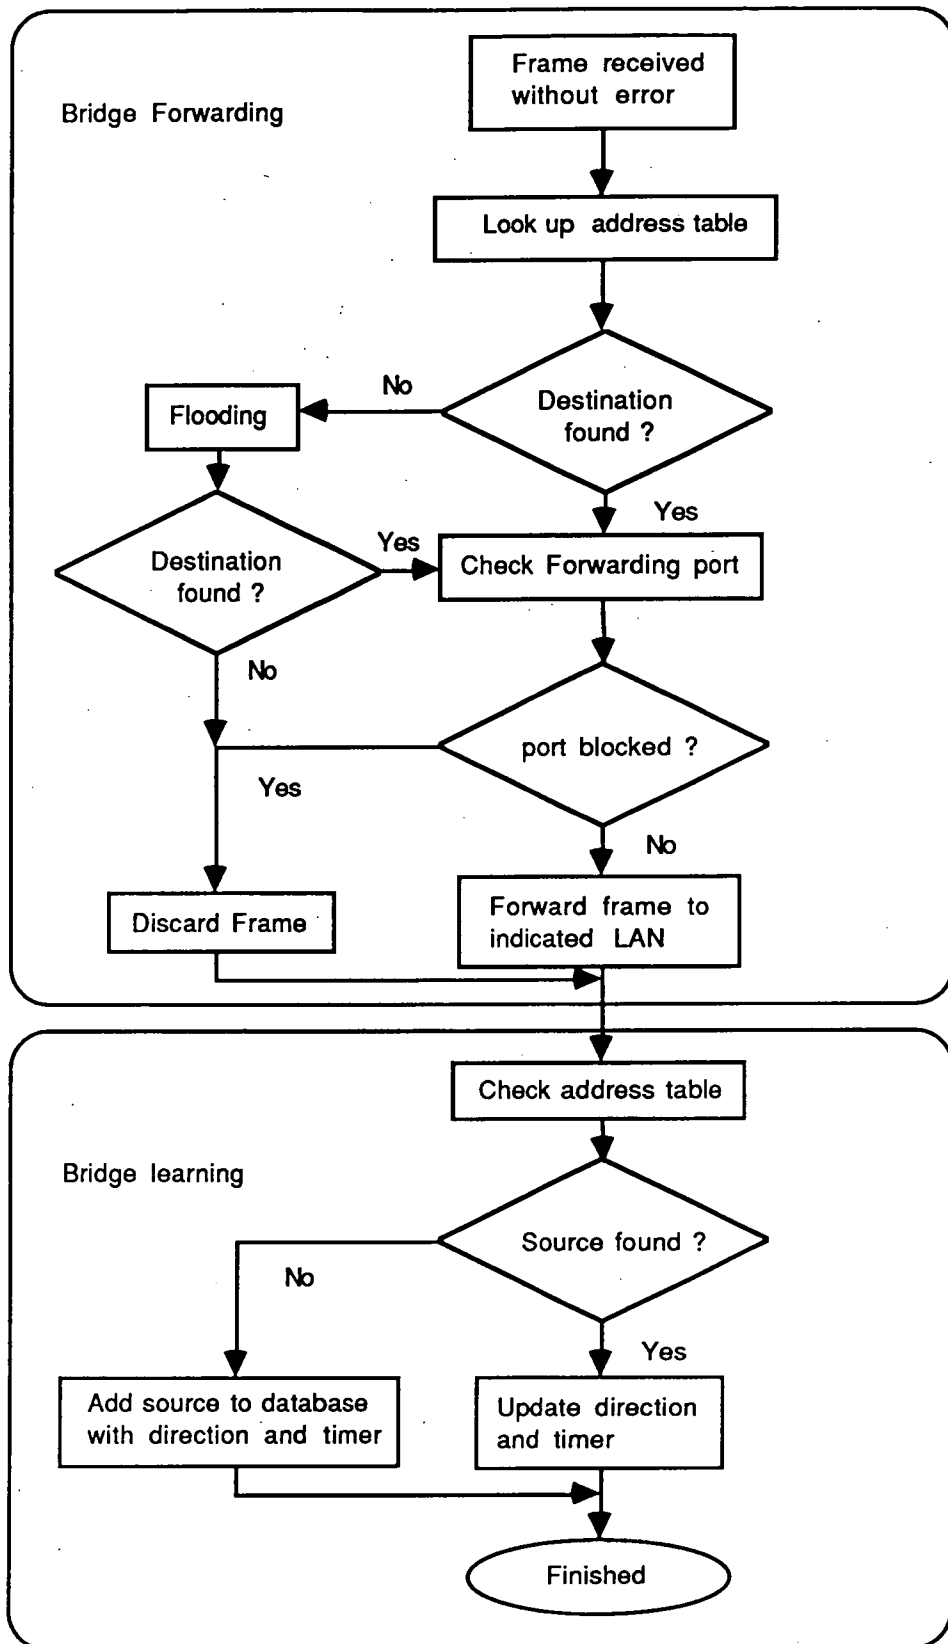 Frame received
without error
Bridge Forwarding
Look up address table
No
Destination
found ?
Flooding
Yes
Yes
Destination
found ?
Check Forwarding port
No
port blocked ?
Yes
No
Forward frame to
indicated LAN
Discard Frame
Check address table
Bridge learning
Source found ?
No
Yes
Add source to database
with direction and timer
Update direction
and timer
Finished